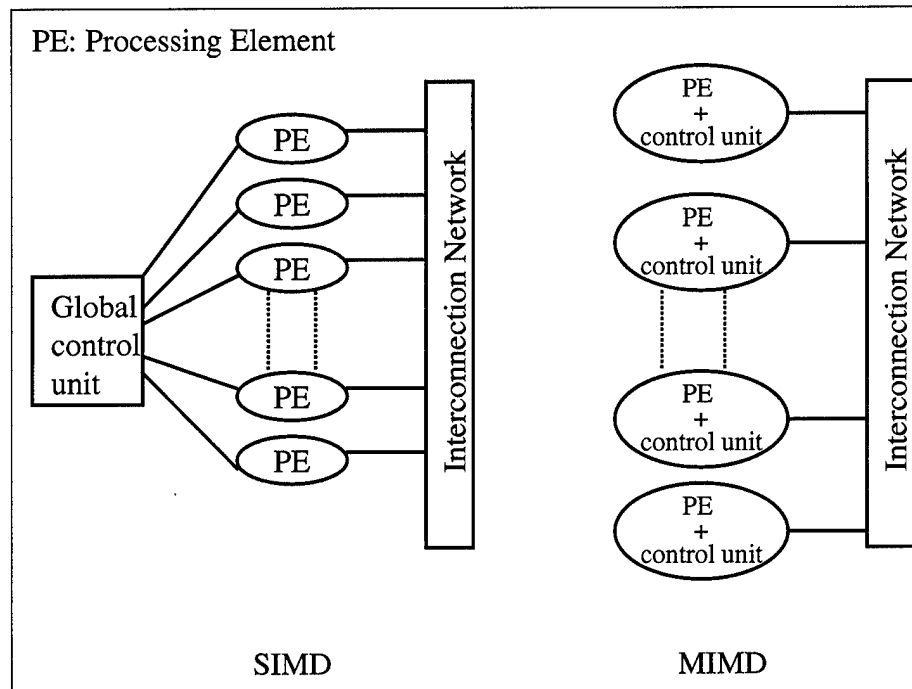 PE: Processing Element
PE
PE
PE
PE
PE
Global
control
unit
Interconnection Network
SIMD
PE
+
control unit
PE
+
control unit
PE
+
control unit
PE
+
control unit
Interconnection Network
MIMD